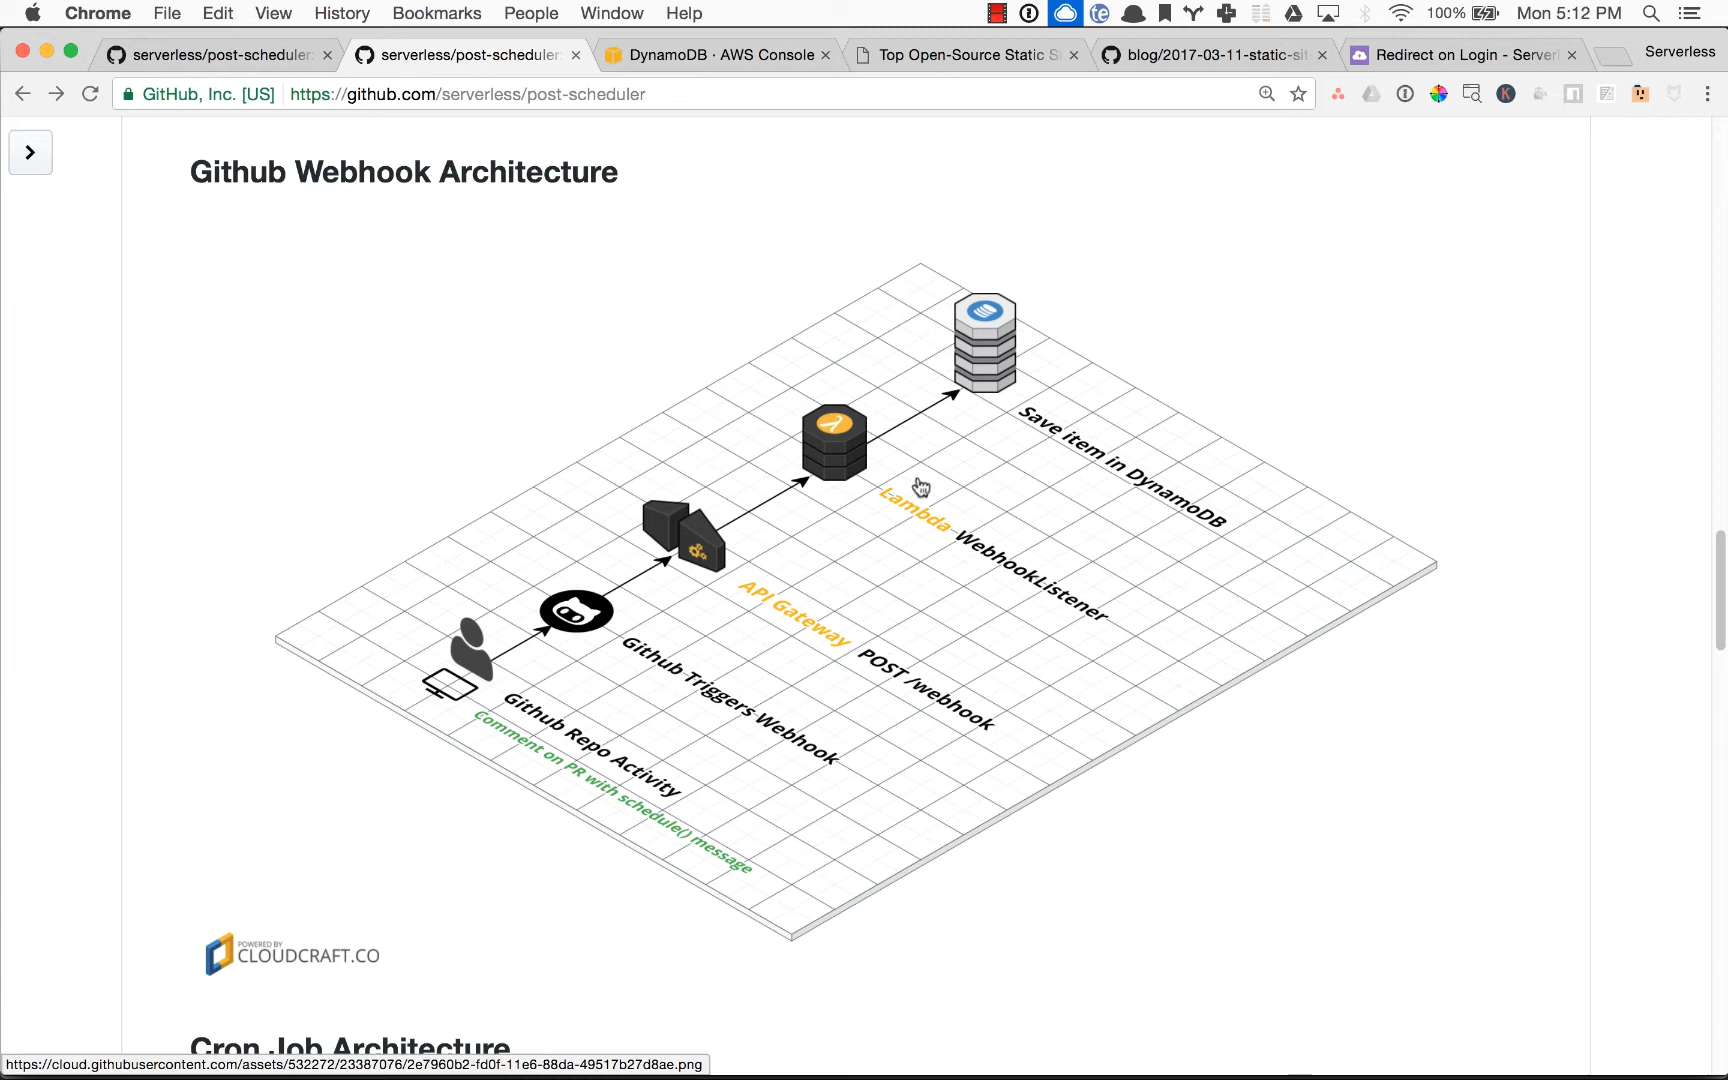 Chrome File Edit View History Bookmarks People Window Help 100% Mon 5:12 PM
serverless/post-scheduler: serverless/post-scheduler: DynamoDB · AWS Console Top Open-Source Static Si blog/2017-03-11-static-site Redirect on Login - Serverl Serverless
GitHub, Inc. [US] https://github.com/serverless/post-scheduler
Github Webhook Architecture
Save item in DynamoDB
Lambda WebhookListener
API Gateway POST /webhook
Github Triggers Webhook
Github Repo Activity
Comment on PR with schedule() message
POWERED BY
CLOUDCRAFT.CO
Cron Job Architecture
https://cloud.githubusercontent.com/assets/532272/23387076/2e7960b2-fd0f-11e6-88da-49517b27d8ae.png